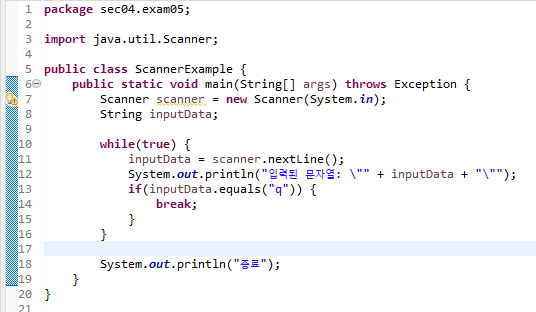 1 package sec04.exam05;
2
3 import java.util.Scanner;
4
5 public class ScannerExample {
6     public static void main(String[] args) throws Exception {
7         Scanner scanner = new Scanner(System.in);
8         String inputData;
9
10         while(true) {
11             inputData = scanner.nextLine();
12             System.out.println("입력된 문자열: \"" + inputData + "\"");
13             if(inputData.equals("q")) {
14                 break;
15             }
16         }
17
18         System.out.println("종료");
19     }
20 }
21